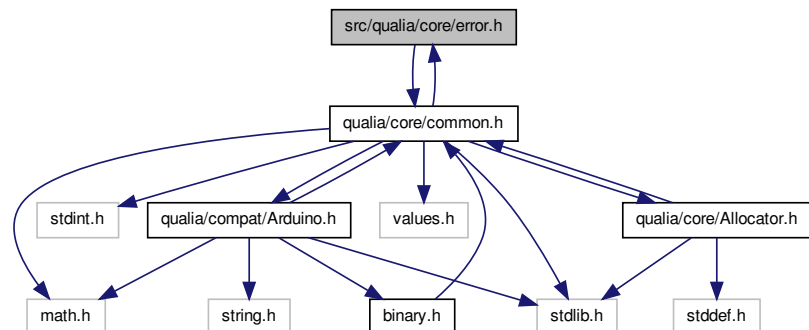 src/qualia/core/error.h
qualia/core/common.h
stdint.h
qualia/compat/Arduino.h
values.h
qualia/core/Allocator.h
math.h
string.h
binary.h
stdlib.h
stddef.h